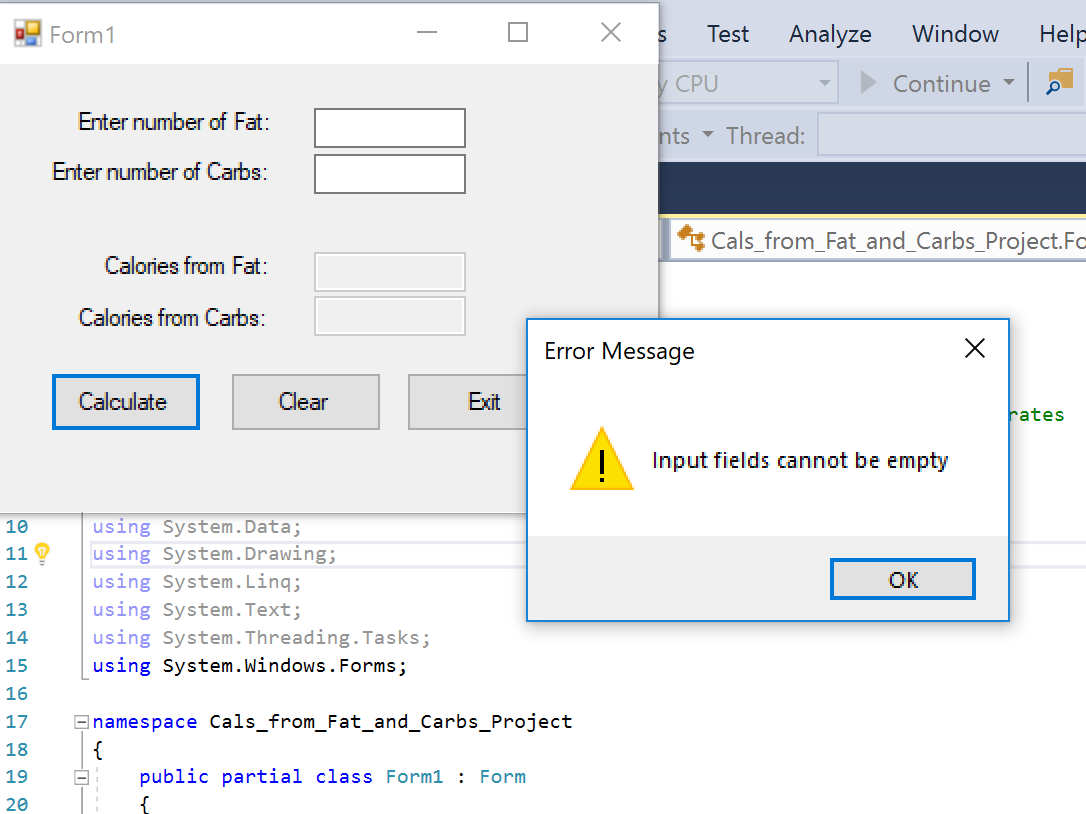 Form1
Test Analyze Window Help
CPU Continue
Thread:
Enter number of Fat:
Enter number of Carbs:
Cals_from_Fat_and_Carbs_Project.Fo
Calories from Fat:
Calories from Carbs:
Calculate Clear Exit
Error Message
Input fields cannot be empty
OK
10 using System.Data;
11 using System.Drawing;
12 using System.Linq;
13 using System.Text;
14 using System.Threading.Tasks;
15 using System.Windows.Forms;
16
17 namespace Cals_from_Fat_and_Carbs_Project
18 {
19 public partial class Form1 : Form
20 {